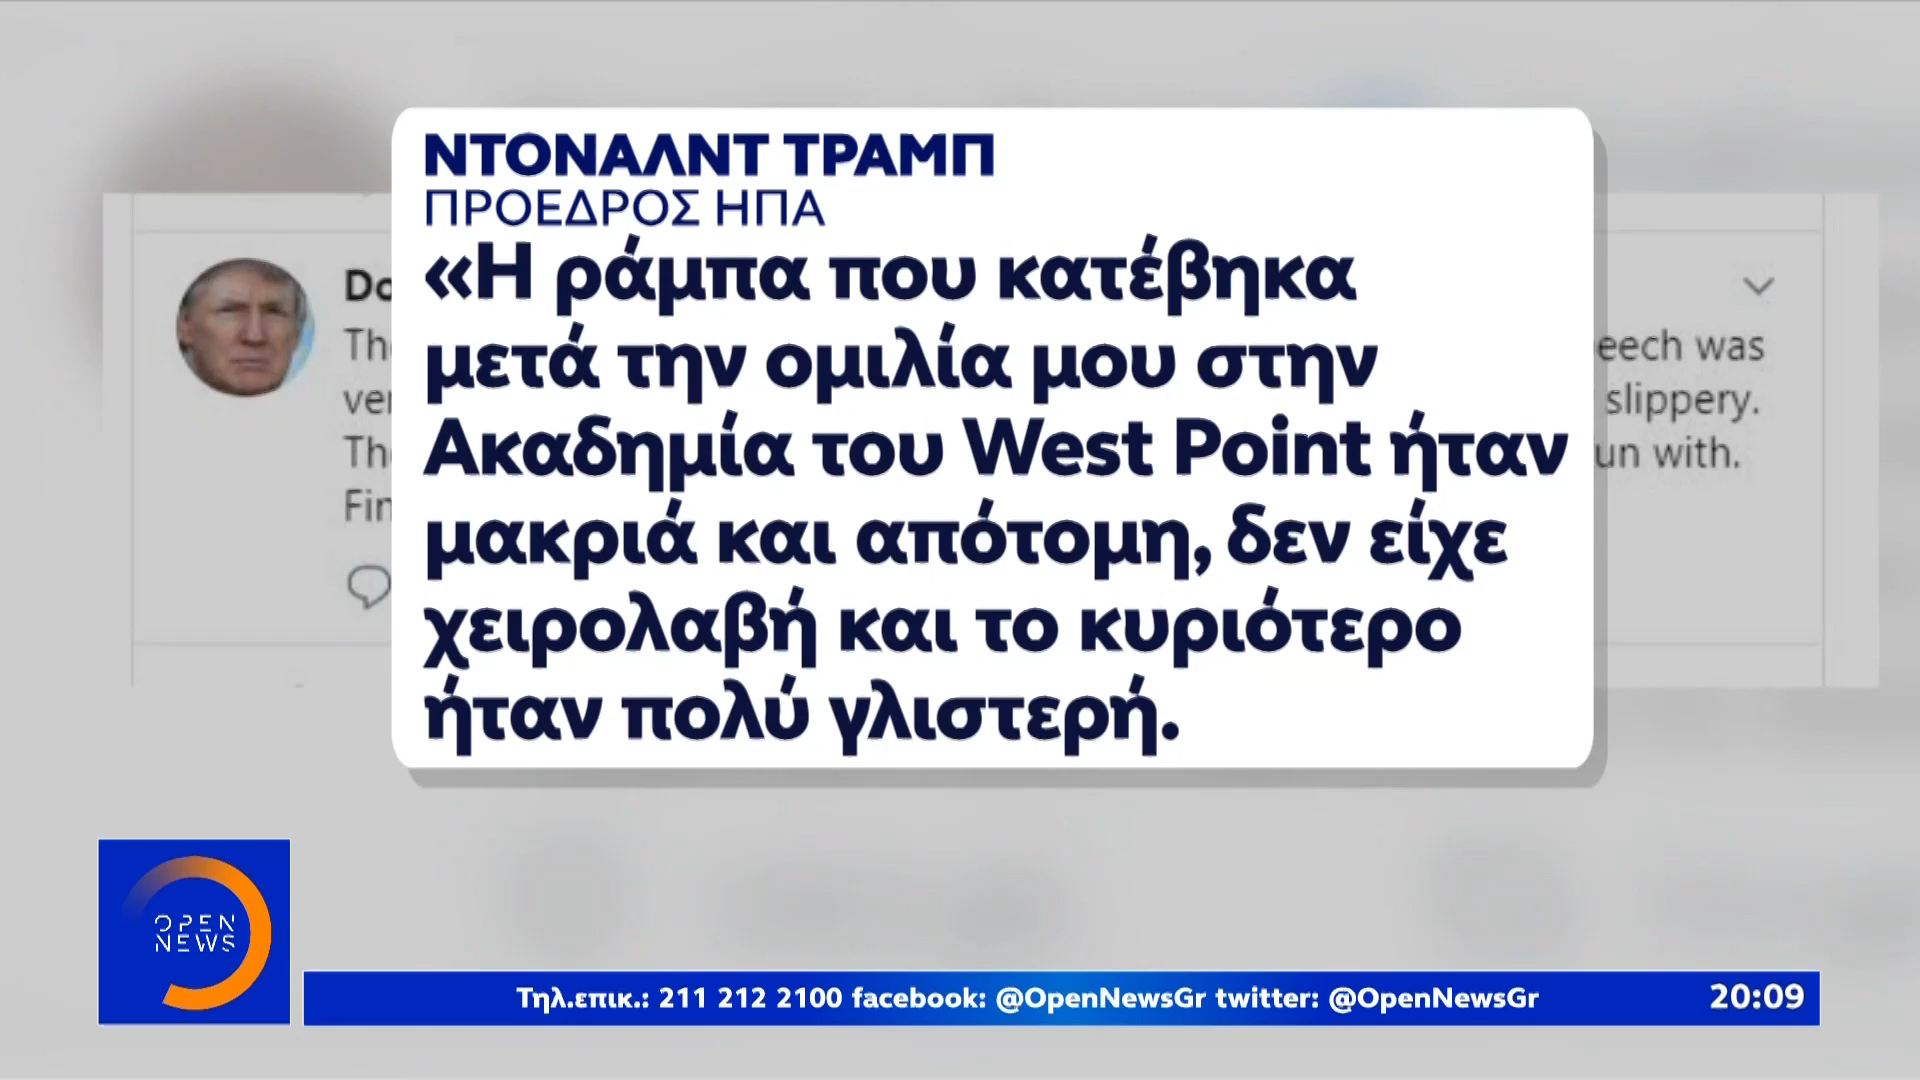 ΝΤΟΝΑΛΝΤ ΤΡΑΜΠ
ΠΡΟΕΔΡΟΣ ΗΠΑ
«Η ράμπα που κατέβηκα
μετά την ομιλία μου στην
Ακαδημία του West Point ήταν
μακριά και απότομη, δεν είχε
χειρολαβή και το κυριότερο
ήταν πολύ γλιστερή.
eech was
slippery.
un with.
OPEN
NEWS
Τηλ.επικ.: 211 212 2100 facebook: @OpenNewsGr twitter: @OpenNewsGr
20:09